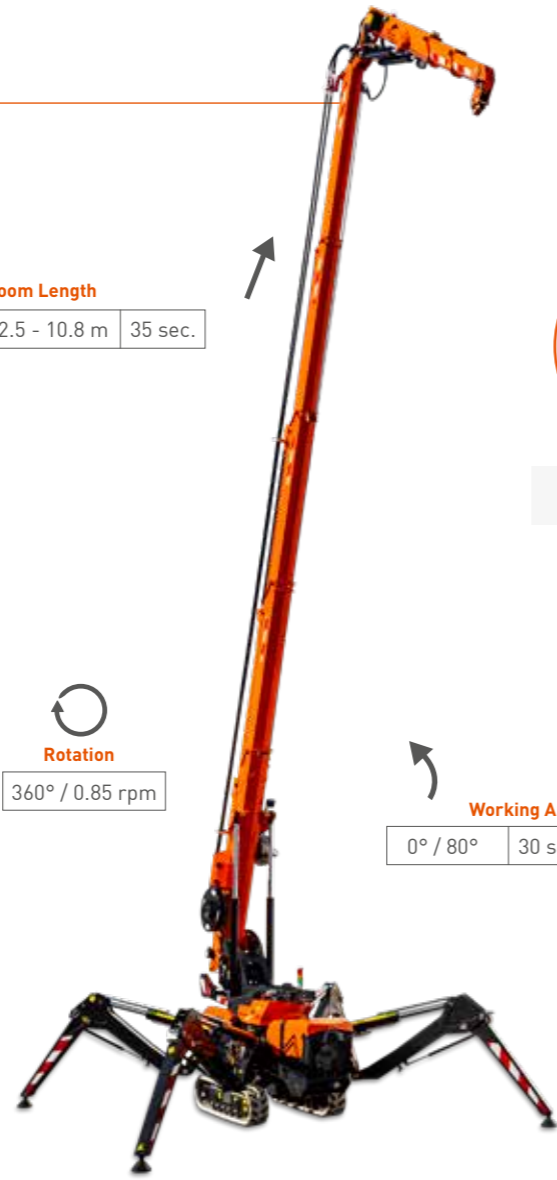 oom Length
2.5 - 10.8 m 35 sec.
Rotation
360° / 0.85 rpm
Working A
0° / 80° 30 s